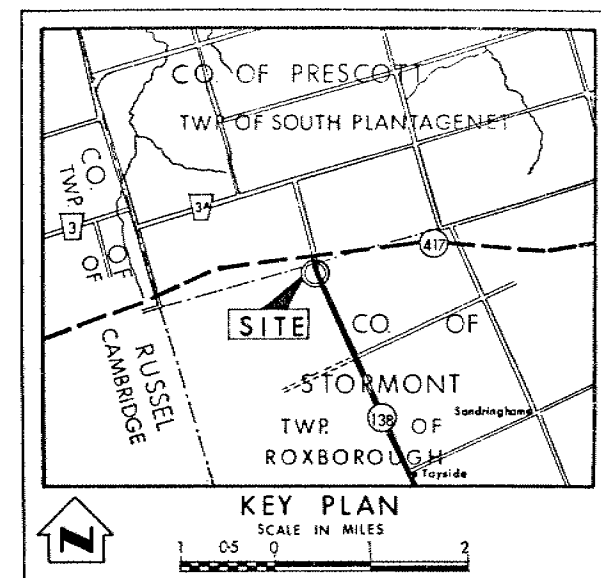 CO. OF PRESCOTT
TWP. OF SOUTH PLANTAGENET
CO. OF RUSSEL
TWP. OF CAMBRIDGE
3
3A
417
SITE
CO. OF
STORMONT
Sandringham
138
TWP. OF
ROXBOROUGH
Tayside
N
KEY PLAN
SCALE IN MILES
1 0·5 0 1 2